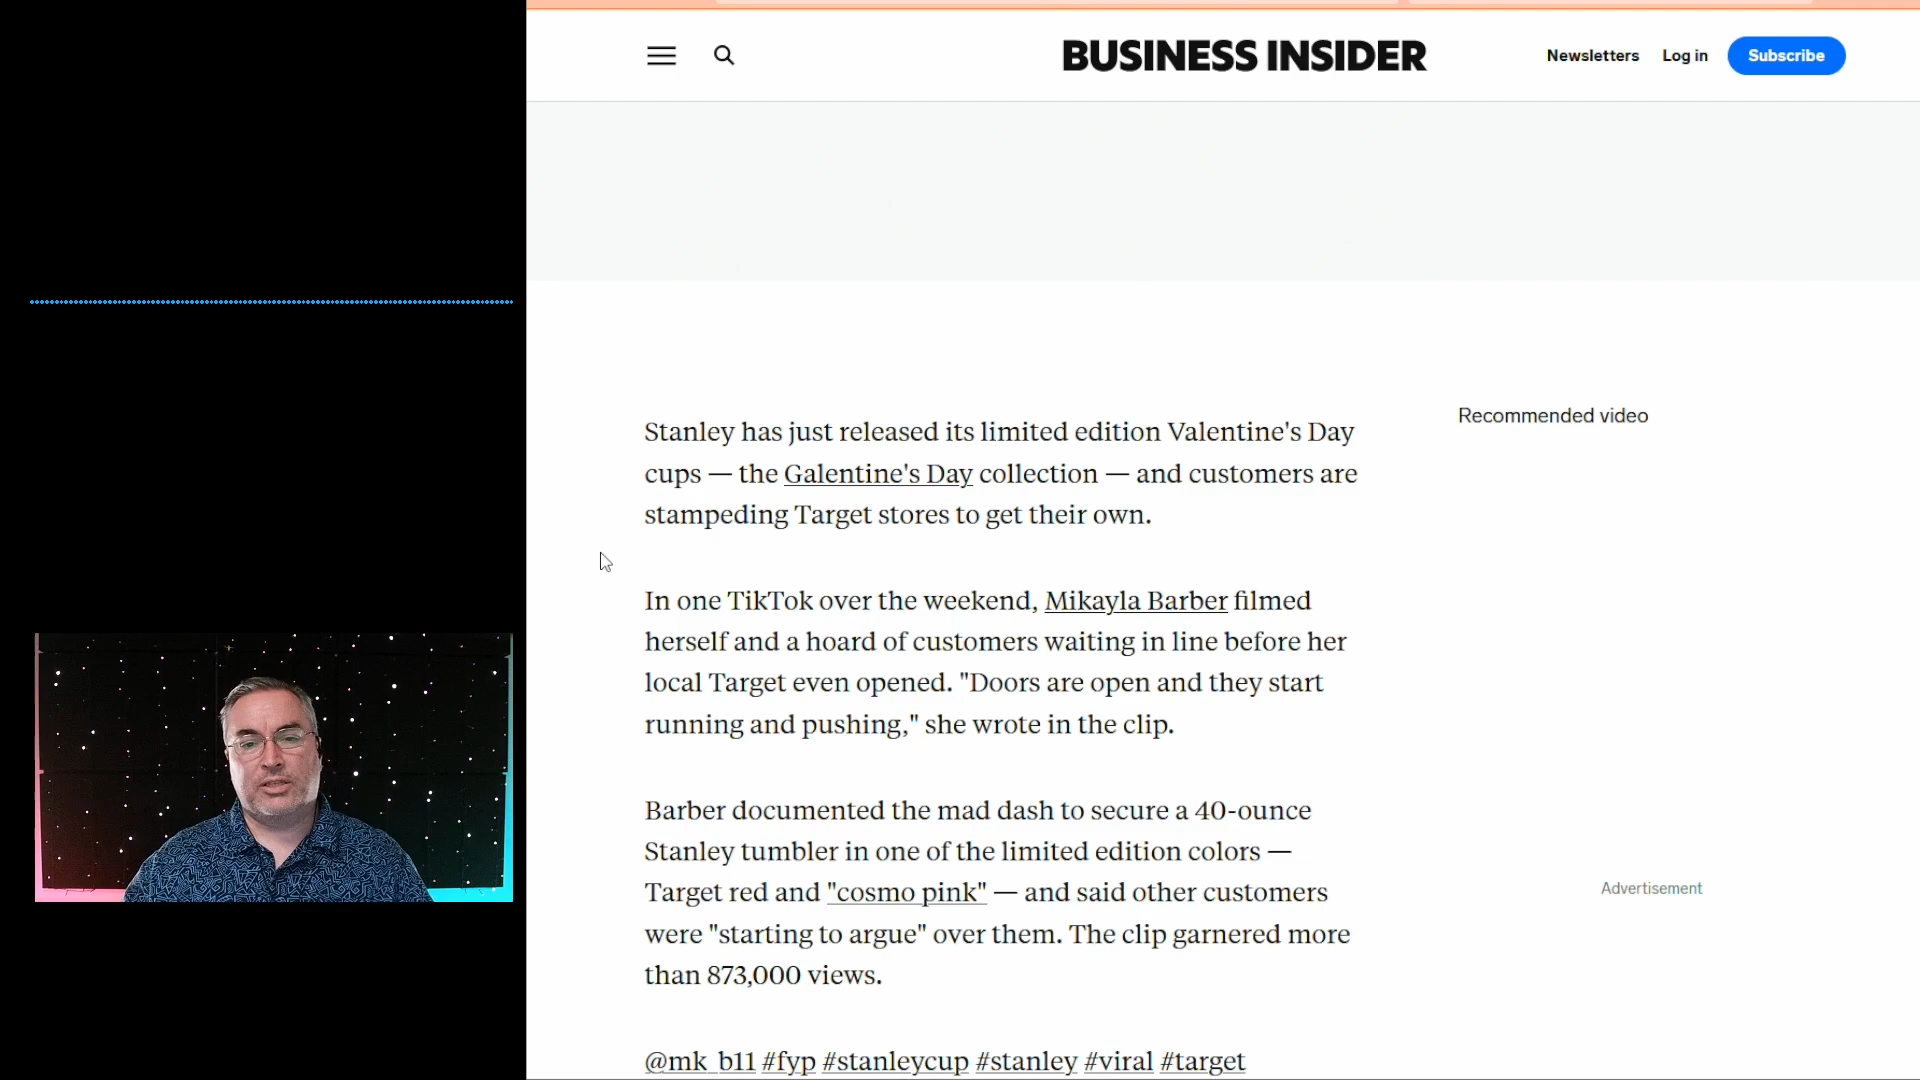 BUSINESS INSIDER
Newsletters
Log in
Subscribe
Stanley has just released its limited edition Valentine's Day
cups — the Galentine's Day collection — and customers are
stampeding Target stores to get their own.
Recommended video
In one TikTok over the weekend, Mikayla Barber filmed
herself and a hoard of customers waiting in line before her
local Target even opened. "Doors are open and they start
running and pushing," she wrote in the clip.
Barber documented the mad dash to secure a 40-ounce
Stanley tumbler in one of the limited edition colors —
Target red and "cosmo pink" — and said other customers
were "starting to argue" over them. The clip garnered more
than 873,000 views.
Advertisement
@mk_b11 #fyp #stanleycup #stanley #viral #target